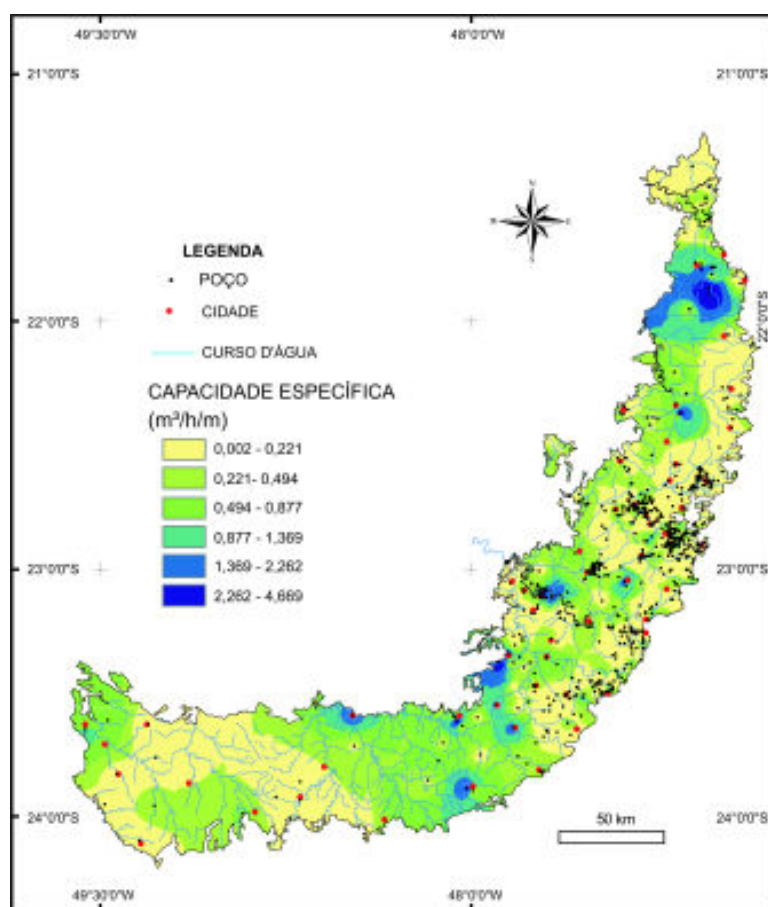 49°30'0"W
48°0'0"W
21°0'0"S
21°0'0"S
LEGENDA
POÇO
CIDADE
CURSO D'ÁGUA
22°0'0"S
22°0'0"S
CAPACIDADE ESPECÍFICA
(m³/h/m)
0,002 - 0,221
0,221- 0,494
0,494 - 0,877
0,877 - 1,369
1,369 - 2,262
2,262 - 4,669
23°0'0"S
23°0'0"S
24°0'0"S
24°0'0"S
50 km
49°30'0"W
48°0'0"W